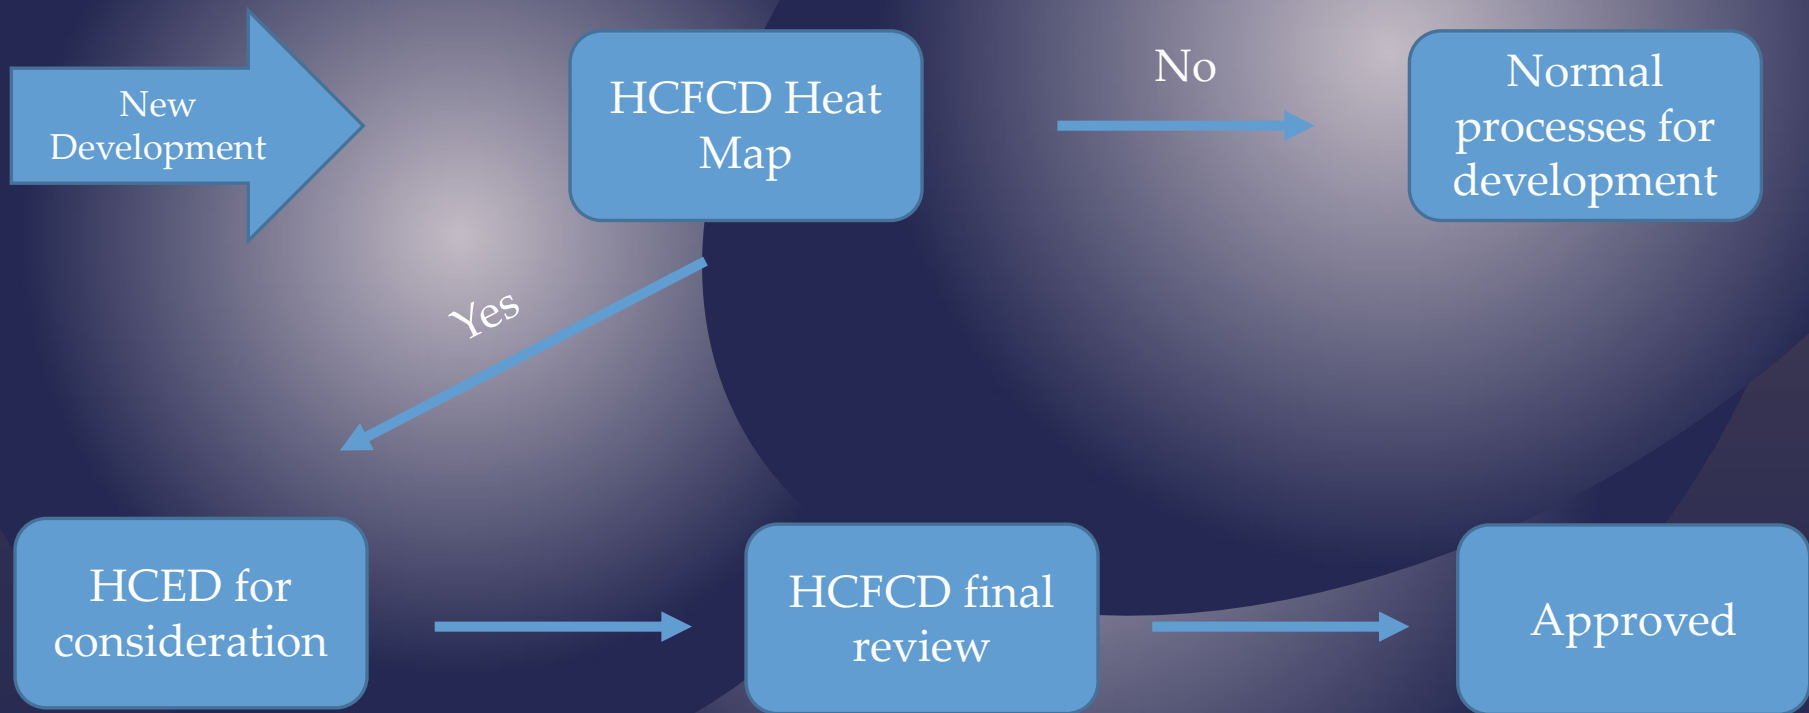 New
Development
HCFCD Heat
Map
No
Normal
processes for
development
Yes
HCED for
consideration
HCFCD final
review
Approved